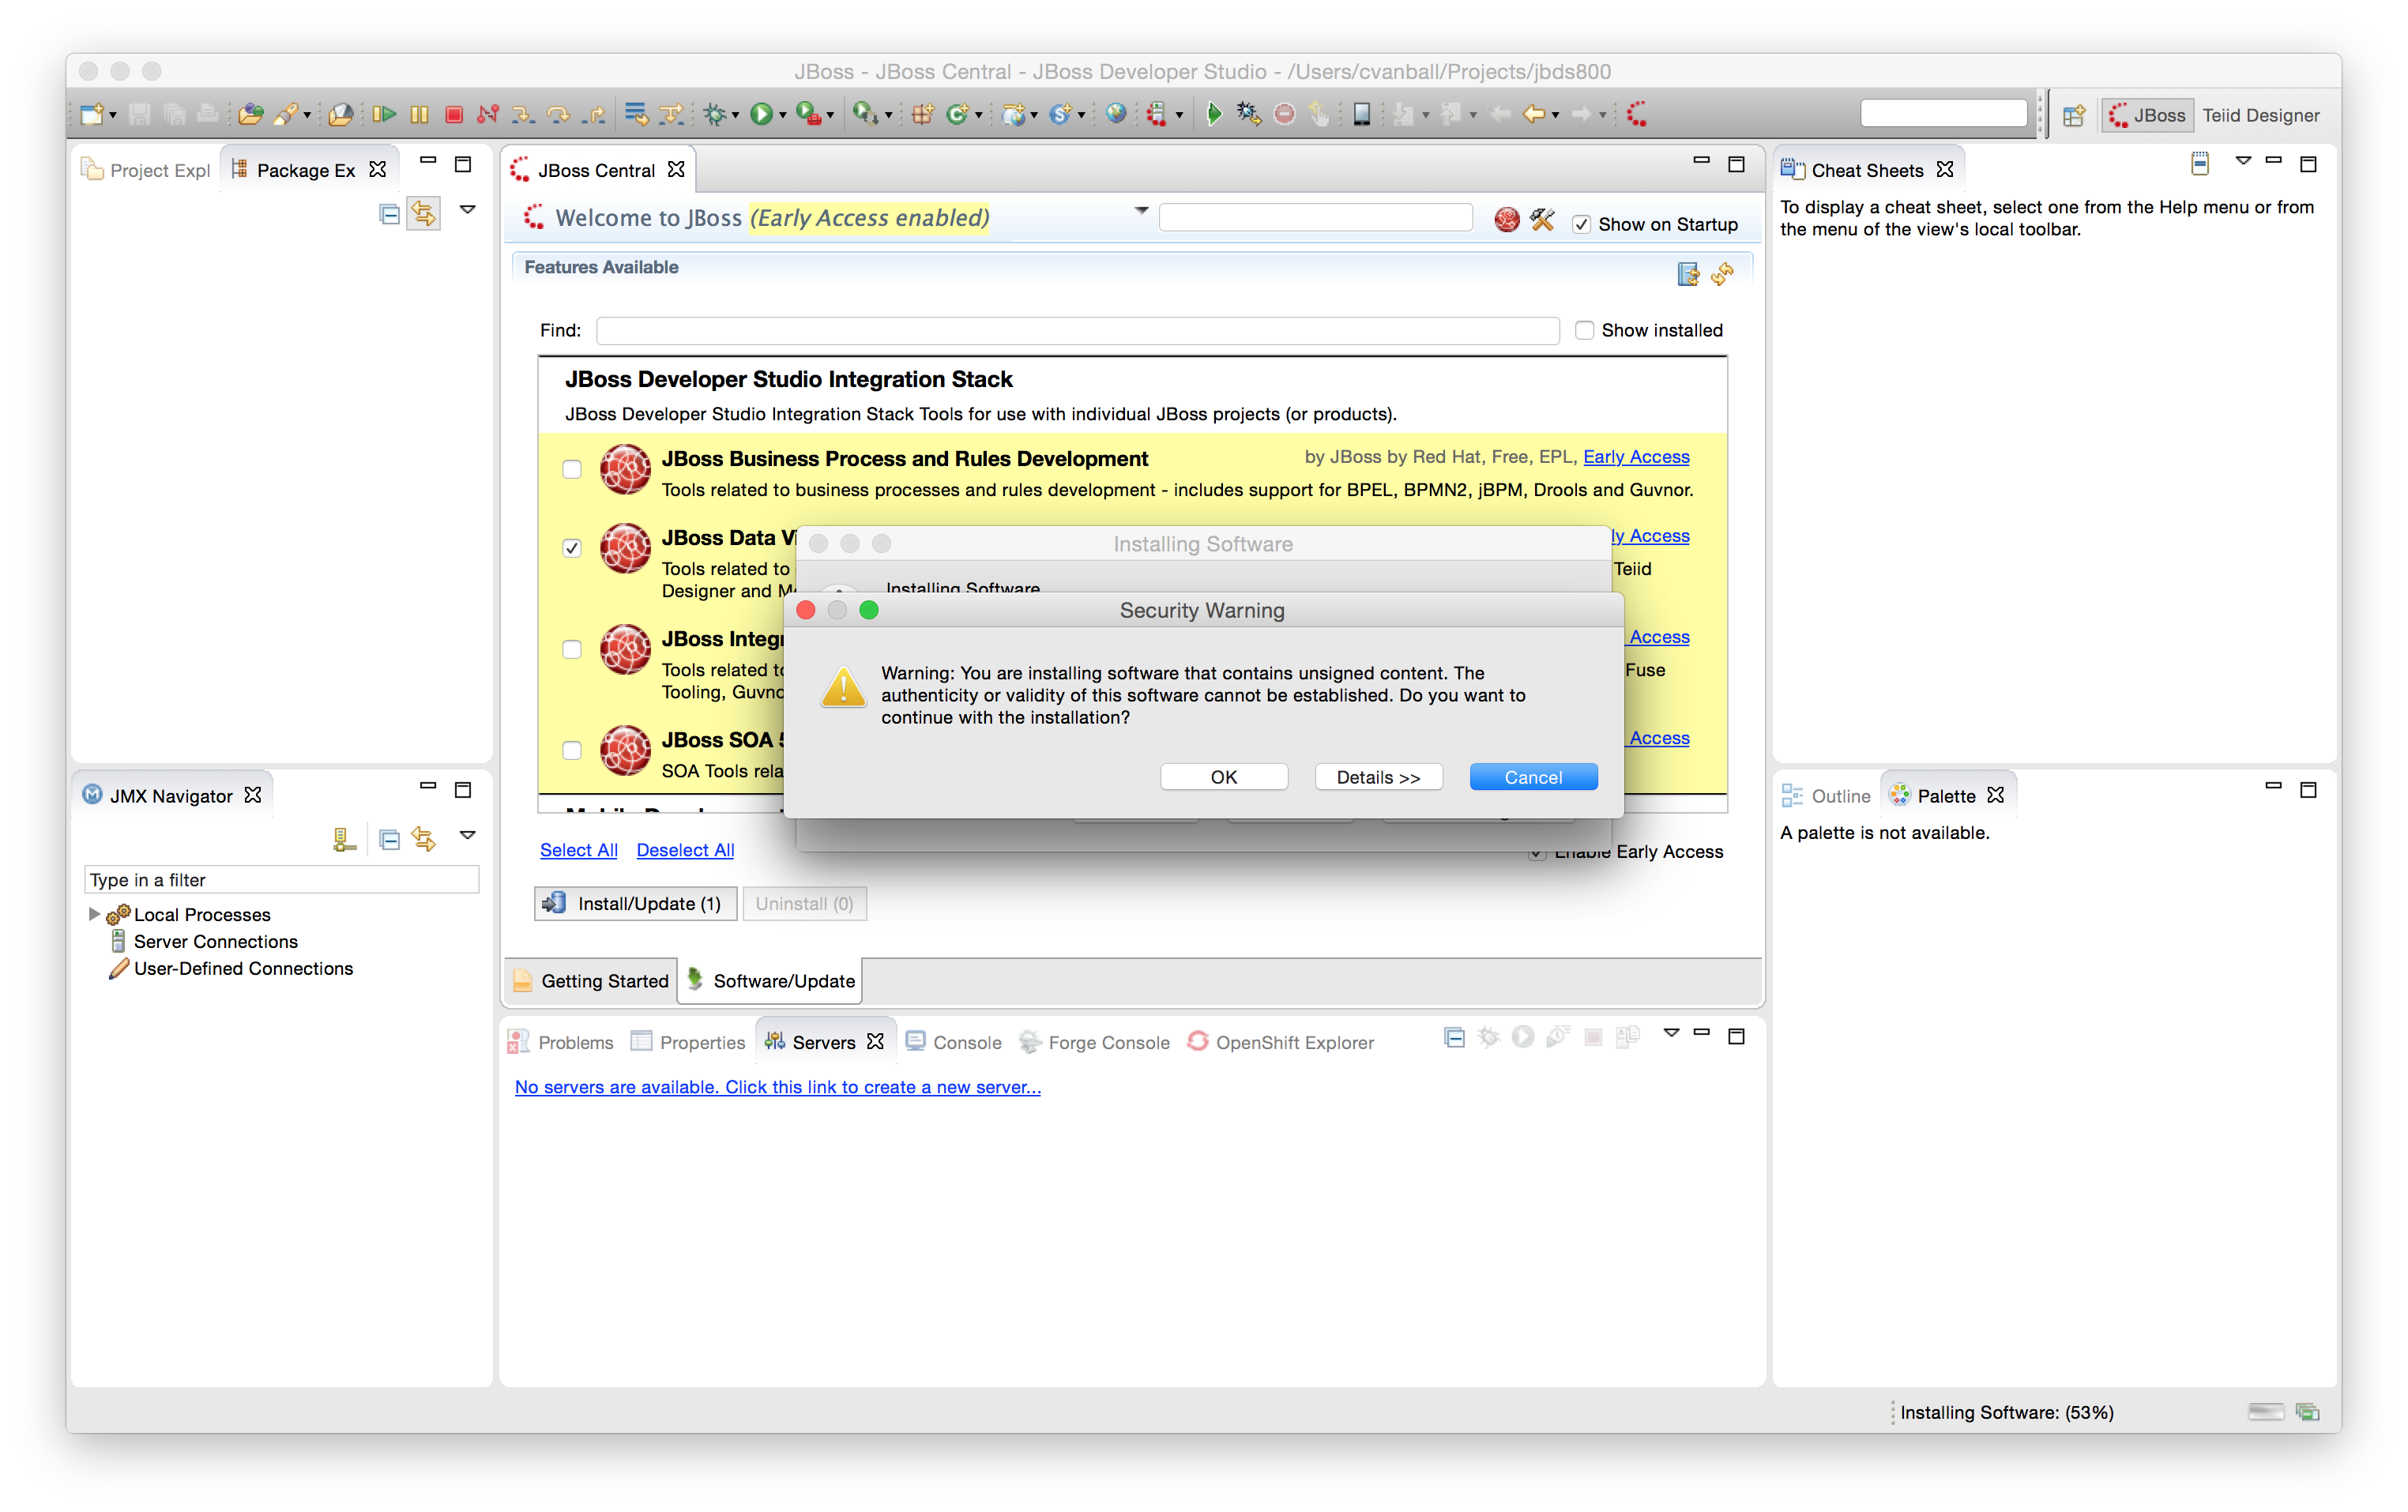 JBoss - JBoss Central - JBoss Developer Studio - /Users/cvanball/Projects/jbds800
JBoss
Teiid Designer
Project Expl
Package Ex
JBoss Central
Welcome to JBoss (Early Access enabled)
Show on Startup
Features Available
Find:
Show installed
JBoss Developer Studio Integration Stack
JBoss Developer Studio Integration Stack Tools for use with individual JBoss projects (or products).
JBoss Business Process and Rules Development
by JBoss by Red Hat, Free, EPL, Early Access
Tools related to business processes and rules development - includes support for BPEL, BPMN2, jBPM, Drools and Guvnor.
JBoss Data Vi
ly Access
Tools related to
Teiid
Designer and M
JBoss Integr
Access
Tools related to
Fuse
Tooling, Guvno
JBoss SOA 5
Access
SOA Tools rela
Installing Software
Installing Software
Security Warning
Warning: You are installing software that contains unsigned content. The
authenticity or validity of this software cannot be established. Do you want to
continue with the installation?
OK
Details >>
Cancel
Select All
Deselect All
Enable Early Access
Install/Update (1)
Uninstall (0)
Getting Started
Software/Update
Cheat Sheets
To display a cheat sheet, select one from the Help menu or from
the menu of the view's local toolbar.
JMX Navigator
Type in a filter
Local Processes
Server Connections
User-Defined Connections
Problems
Properties
Servers
Console
Forge Console
OpenShift Explorer
No servers are available. Click this link to create a new server...
Outline
Palette
A palette is not available.
Installing Software: (53%)